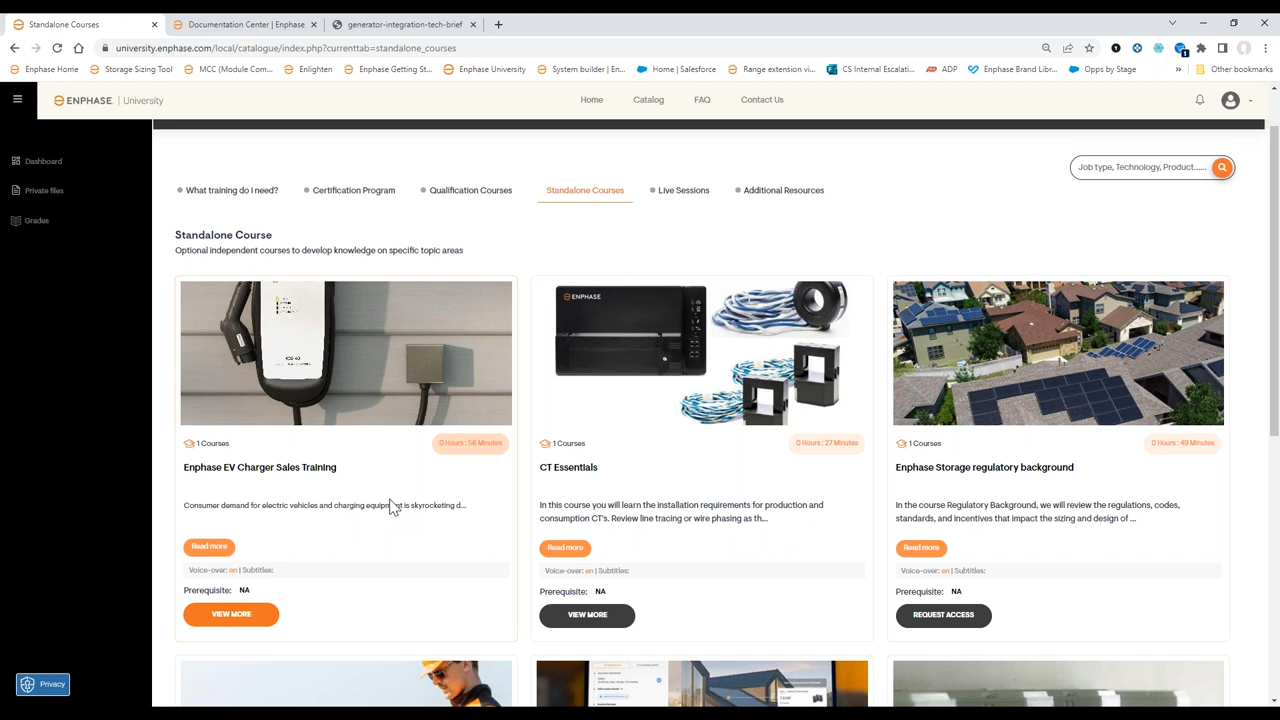 Standalone Courses
Documentation Center | Enphase
generator-integration-tech-brief
university.enphase.com/local/catalogue/index.php?currenttab=standalone_courses
Enphase Home
Storage Sizing Tool
MCC (Module Com...
Enlighten
Enphase Getting St...
Enphase University
System builder | En...
Home | Salesforce
Range extension vi...
CS Internal Escalati...
ADP
Enphase Brand Libr...
Opps by Stage
Other bookmarks
ENPHASE. | University
Home
Catalog
FAQ
Contact Us
Dashboard
Private files
Grades
Job type, Technology, Product......
What training do I need?
Certification Program
Qualification Courses
Standalone Courses
Live Sessions
Additional Resources
Standalone Course
Optional independent courses to develop knowledge on specific topic areas
1 Courses
0 Hours : 56 Minutes
Enphase EV Charger Sales Training
Consumer demand for electric vehicles and charging equipment is skyrocketing d...
Read more
Voice-over: en | Subtitles:
Prerequisite: NA
VIEW MORE
ENPHASE
1 Courses
0 Hours : 27 Minutes
CT Essentials
In this course you will learn the installation requirements for production and
consumption CT's. Review line tracing or wire phasing as th...
Read more
Voice-over: en | Subtitles:
Prerequisite: NA
VIEW MORE
1 Courses
0 Hours : 49 Minutes
Enphase Storage regulatory background
In the course Regulatory Background, we will review the regulations, codes,
standards, and incentives that impact the sizing and design of ...
Read more
Voice-over: en | Subtitles:
Prerequisite: NA
REQUEST ACCESS
Privacy